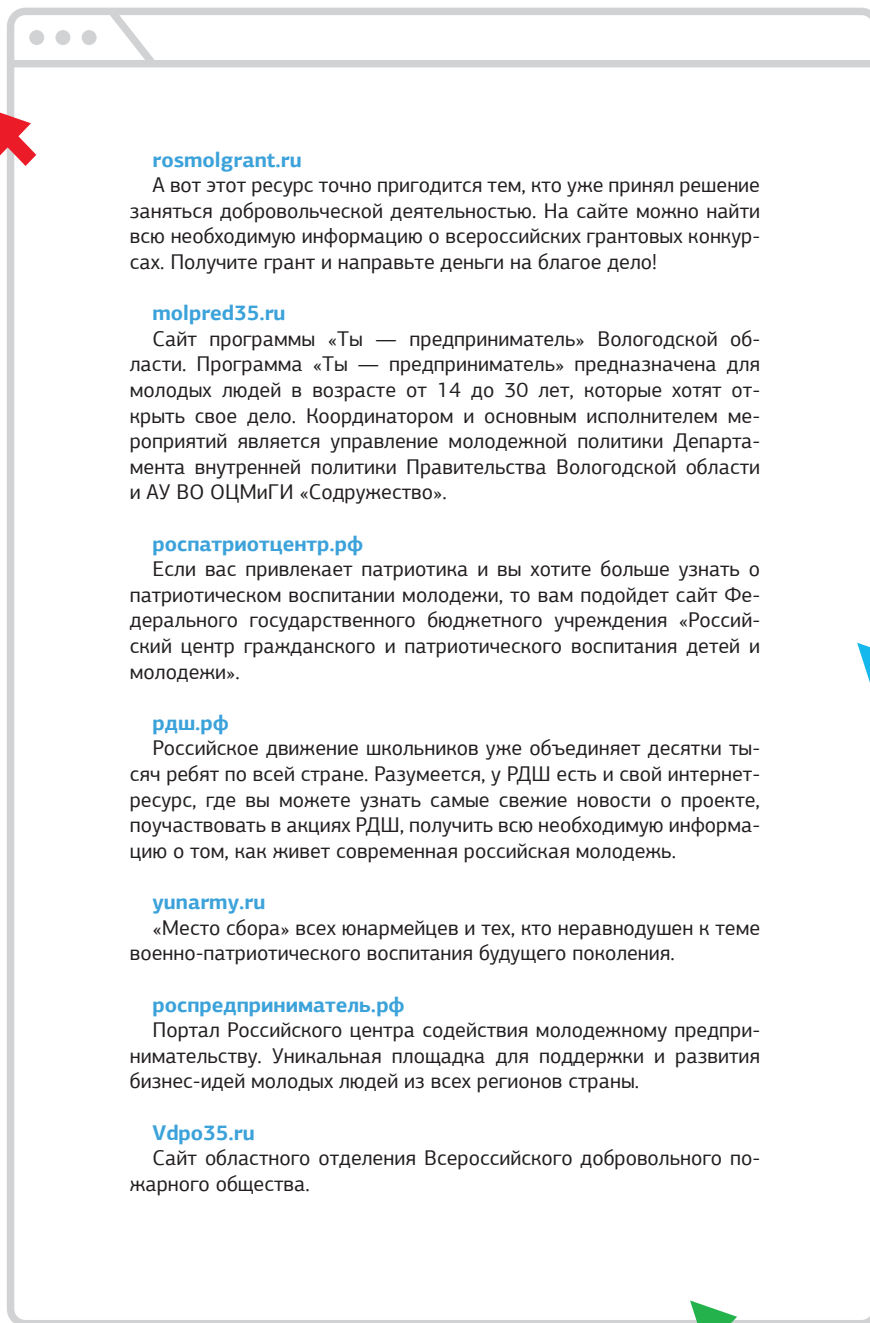 rosmolgrant.ru
А вот этот ресурс точно пригодится тем, кто уже принял решение
заняться добровольческой деятельностью. На сайте можно найти
всю необходимую информацию о всероссийских грантовых конкур-
сах. Получите грант и направьте деньги на благое дело!
molpred35.ru
Сайт программы «Ты — предприниматель» Вологодской об-
ласти. Программа «Ты — предприниматель» предназначена для
молодых людей в возрасте от 14 до 30 лет, которые хотят от-
крыть свое дело. Координатором и основным исполнителем ме-
роприятий является управление молодежной политики Департа-
мента внутренней политики Правительства Вологодской области
и АУ ВО ОЦМиГИ «Содружество».
роспатриотцентр.рф
Если вас привлекает патриотика и вы хотите больше узнать о
патриотическом воспитании молодежи, то вам подойдет сайт Фе-
дерального государственного бюджетного учреждения «Россий-
ский центр гражданского и патриотического воспитания детей и
молодежи».
рдш.рф
Российское движение школьников уже объединяет десятки ты-
сяч ребят по всей стране. Разумеется, у РДШ есть и свой интернет-
ресурс, где вы можете узнать самые свежие новости о проекте,
поучаствовать в акциях РДШ, получить всю необходимую информа-
цию о том, как живет современная российская молодежь.
yunarmy.ru
«Место сбора» всех юнармейцев и тех, кто неравнодушен к теме
военно-патриотического воспитания будущего поколения.
роспредприниматель.рф
Портал Российского центра содействия молодежному предпри-
нимательству. Уникальная площадка для поддержки и развития
бизнес-идей молодых людей из всех регионов страны.
Vdpo35.ru
Сайт областного отделения Всероссийского добровольного по-
жарного общества.